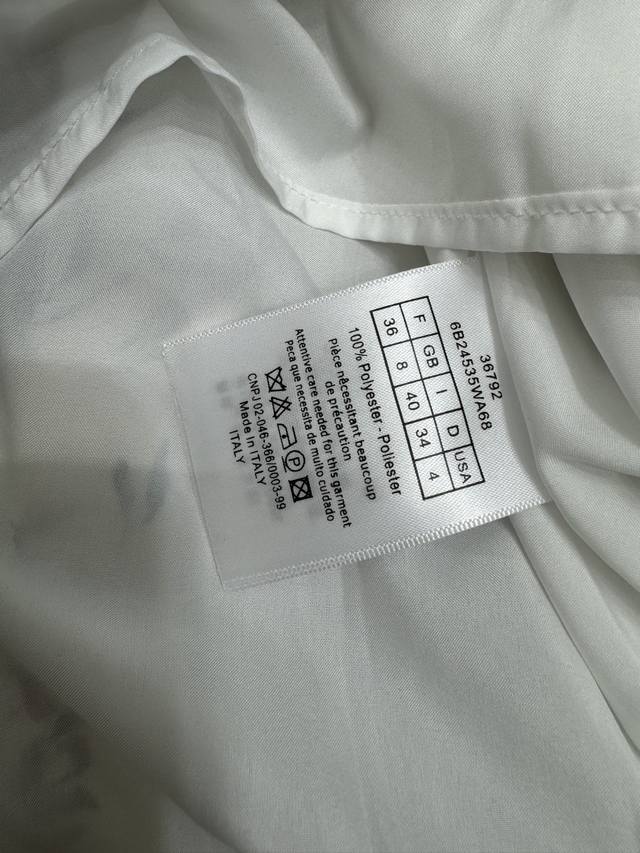 36792
6B24535WA68
F GB I D USA
36 8 40 34 4
100% Polyester - Poliester
Pièce nécessitant beaucoup
de précaution
Attentive care needed for this garment
Peca que necessita de muito cuidado
P
CNPJ 02-046-366/0003-99
Made In ITALY
ITALY